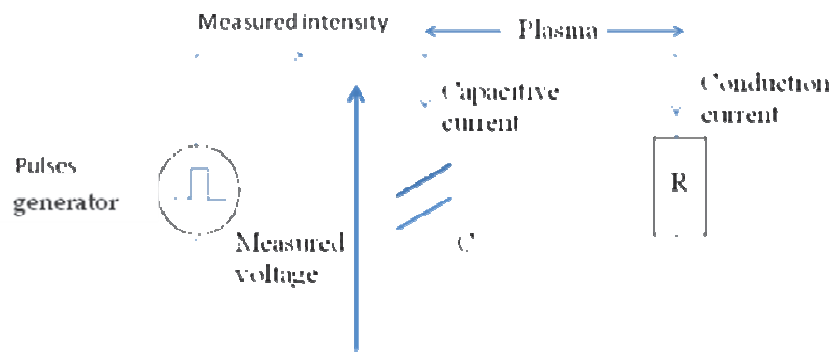 Measured intensity
Plasma
Capacitive
current
Conduction
current
Pulses
generator
R
Measured
voltage
C